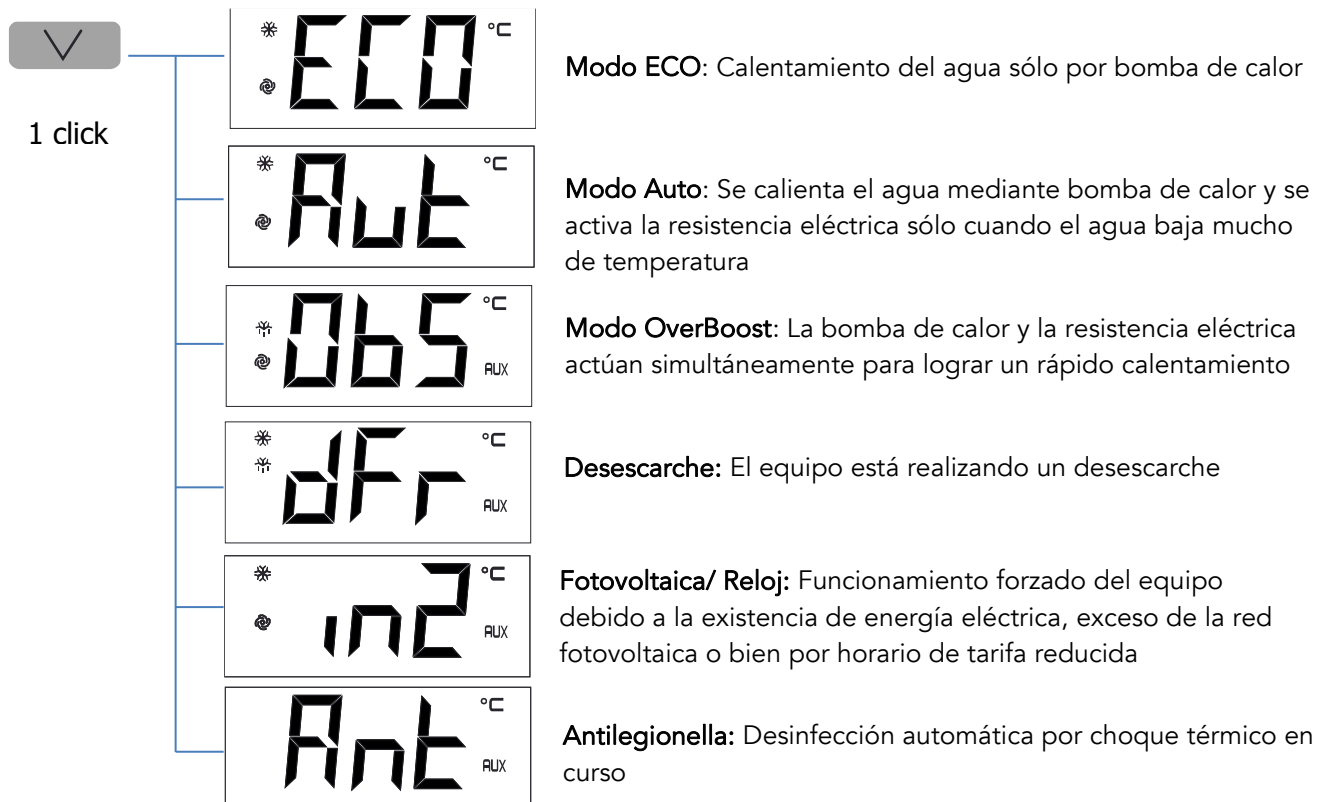 ECO °C
Modo ECO: Calentamiento del agua sólo por bomba de calor
1 click
Aut °C
Modo Auto: Se calienta el agua mediante bomba de calor y se
activa la resistencia eléctrica sólo cuando el agua baja mucho
de temperatura
ObS °C AUX
Modo OverBoost: La bomba de calor y la resistencia eléctrica
actúan simultáneamente para lograr un rápido calentamiento
dFr °C AUX
Desescarche: El equipo está realizando un desescarche
in2 °C AUX
Fotovoltaica/ Reloj: Funcionamiento forzado del equipo
debido a la existencia de energía eléctrica, exceso de la red
fotovoltaica o bien por horario de tarifa reducida
Ant °C AUX
Antilegionella: Desinfección automática por choque térmico en
curso